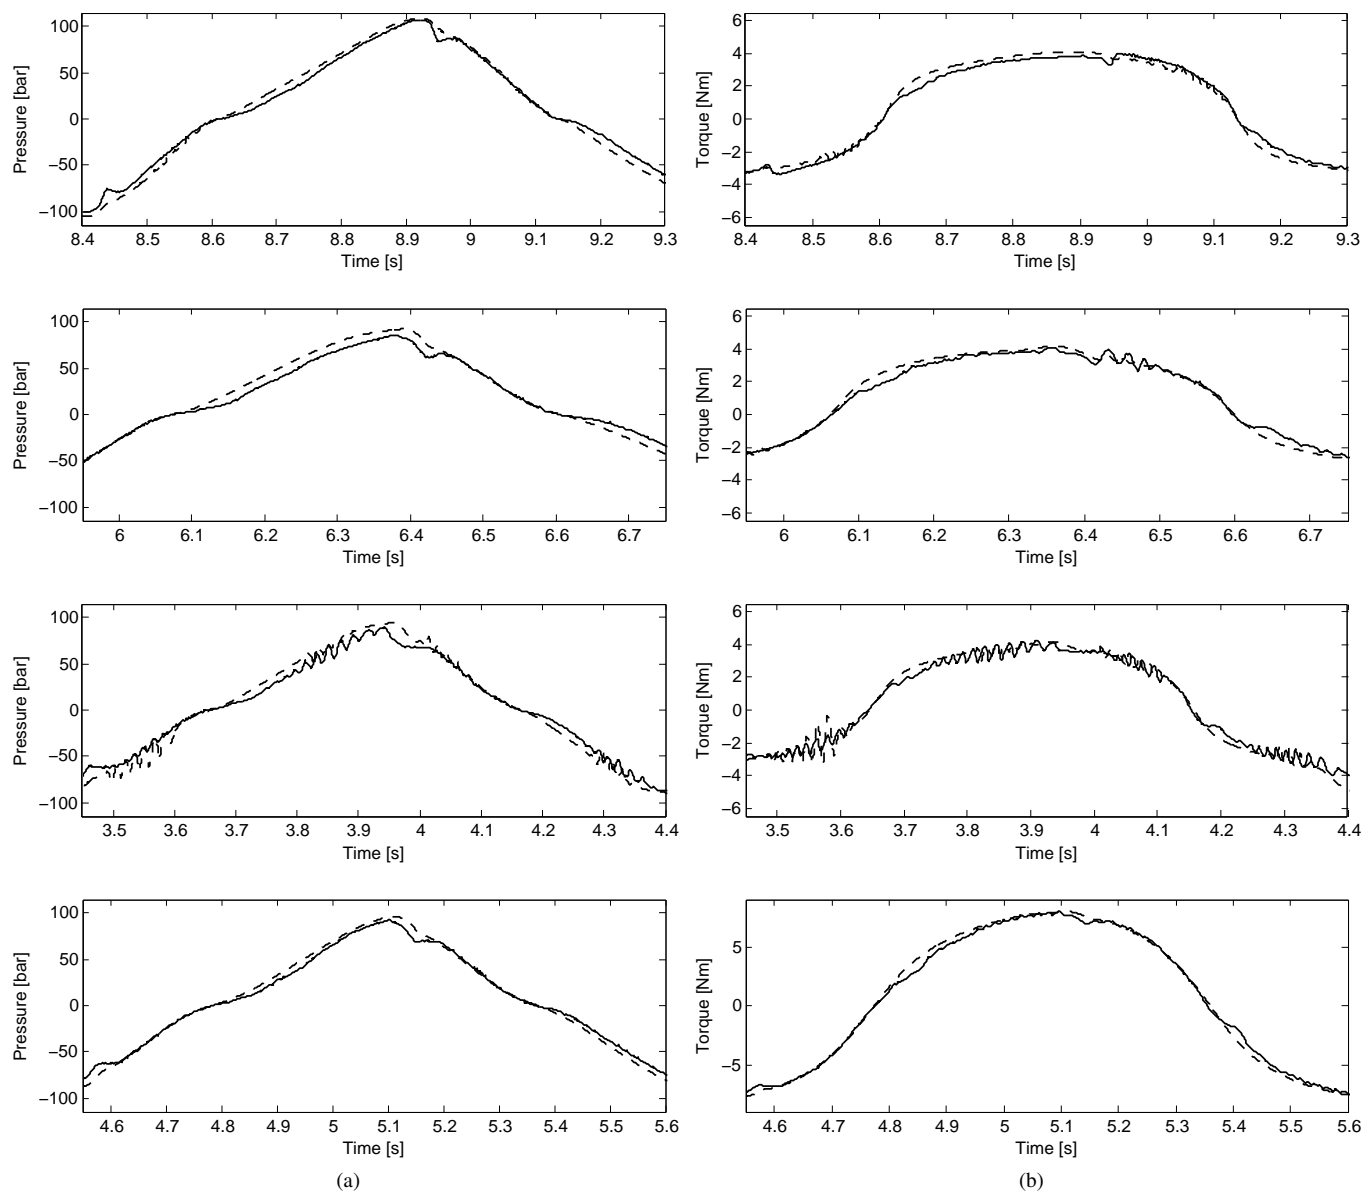 Pressure [bar]
100
50
0
−50
−100
8.4 8.5 8.6 8.7 8.8 8.9 9 9.1 9.2 9.3
Time [s]
Torque [Nm]
6
4
2
0
−2
−4
−6
8.4 8.5 8.6 8.7 8.8 8.9 9 9.1 9.2 9.3
Time [s]
Pressure [bar]
100
50
0
−50
−100
6 6.1 6.2 6.3 6.4 6.5 6.6 6.7
Time [s]
Torque [Nm]
6
4
2
0
−2
−4
−6
6 6.1 6.2 6.3 6.4 6.5 6.6 6.7
Time [s]
Pressure [bar]
100
50
0
−50
−100
3.5 3.6 3.7 3.8 3.9 4 4.1 4.2 4.3 4.4
Time [s]
Torque [Nm]
6
4
2
0
−2
−4
−6
3.5 3.6 3.7 3.8 3.9 4 4.1 4.2 4.3 4.4
Time [s]
Pressure [bar]
100
50
0
−50
−100
4.6 4.7 4.8 4.9 5 5.1 5.2 5.3 5.4 5.5 5.6
Time [s]
Torque [Nm]
5
0
−5
4.6 4.7 4.8 4.9 5 5.1 5.2 5.3 5.4 5.5 5.6
Time [s]
(a)
(b)